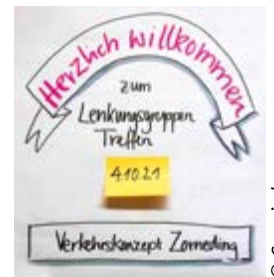 Herzlich willkommen
zum
Lenkungsgruppen
Treffen
4.10.21
Verkehrskonzept Zorneding